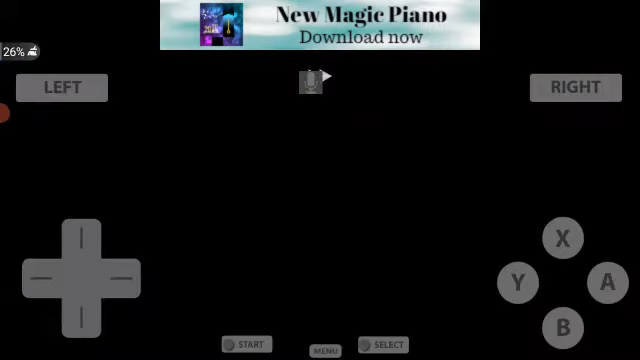 New Magic Piano
Download now
26%
LEFT
RIGHT
X
Y
A
B
START
MENU
SELECT